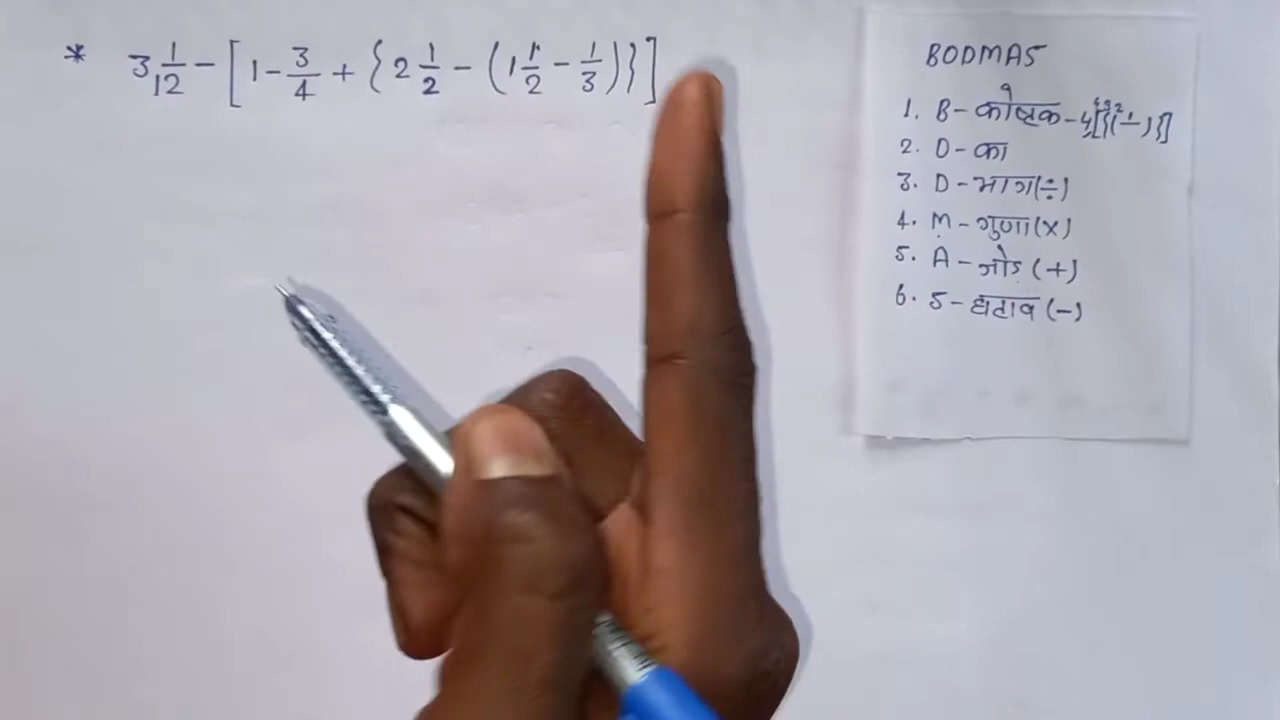 * 3 1/12 - [1 - 3/4 + {2 1/2 - (1 1/2 - 1/3)}]
BODMAS
1. B - कोष्ठक - 4[{(‾)}]
2. O - का
3. D - भाग (÷)
4. M - गुणा (×)
5. A - जोड़ (+)
6. S - घटाव (-)